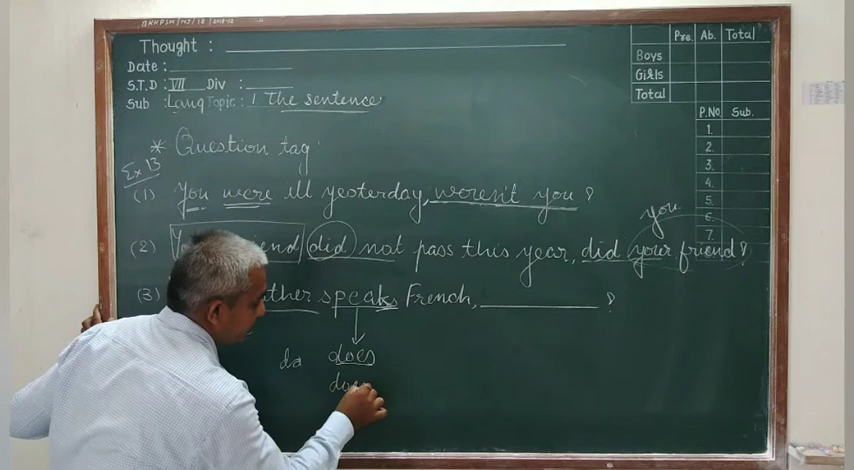 Thought :
Pre. Ab. Total
Date :
Boys
S.T.D : VII Div :
Girls
Sub : Lang Topic : 1 The sentence
Total
P.No. Sub.
* Question tag
1.
Ex 13
2.
3.
(1) You were ill yesterday, weren't you ?
4.
5.
you
6.
7.
(2) friend did not pass this year, did your friend ?
(3) speaks French, ?
do does